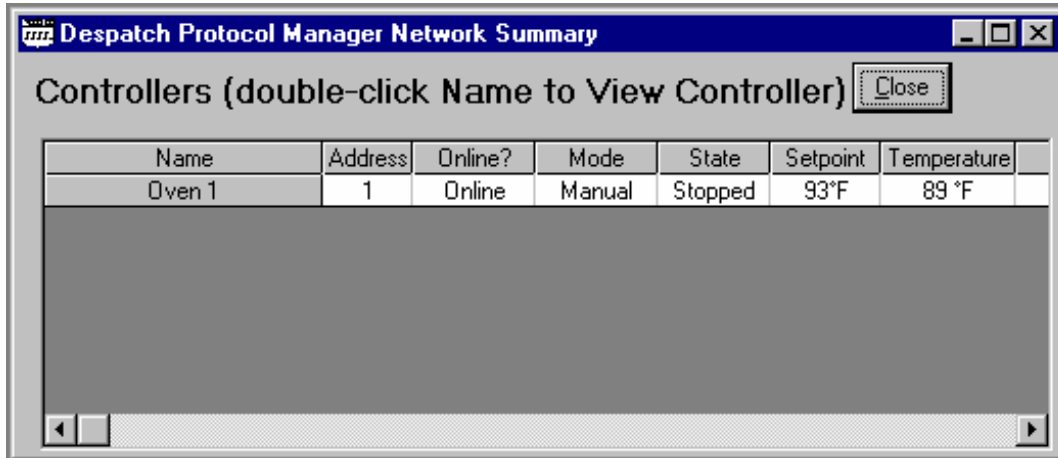 Despatch Protocol Manager Network Summary
Controllers (double-click Name to View Controller) Close
Name Address Online? Mode State Setpoint Temperature
Oven 1 1 Online Manual Stopped 93°F 89 °F